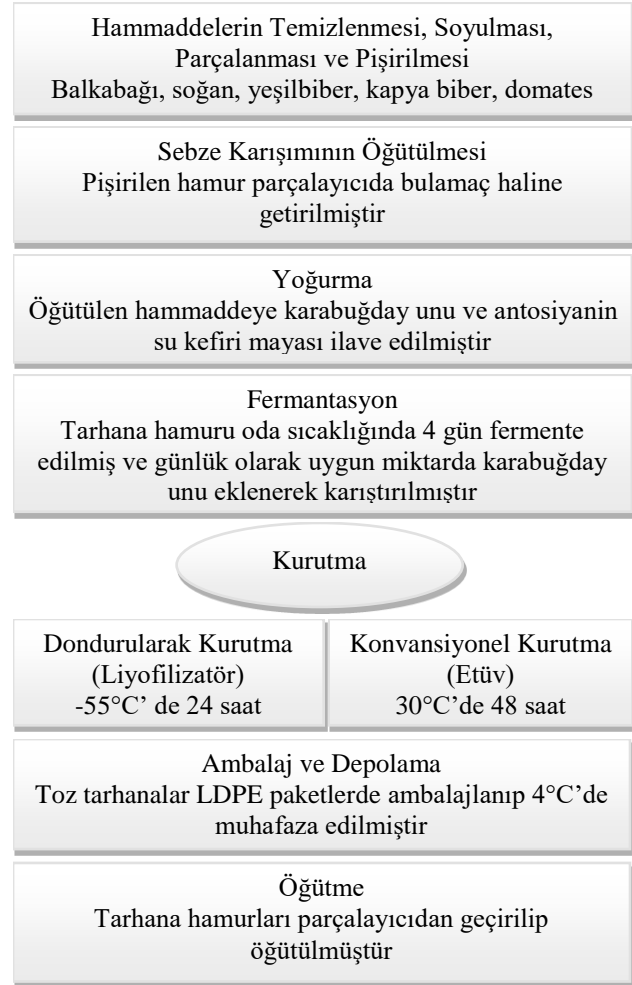 Hammaddelerin Temizlenmesi, Soyulması,
Parçalanması ve Pişirilmesi
Balkabağı, soğan, yeşilbiber, kapya biber, domates
Sebze Karışımının Öğütülmesi
Pişirilen hamur parçalayıcıda bulamaç haline
getirilmiştir
Yoğurma
Öğütülen hammaddeye karabuğday unu ve antosiyanin
su kefiri mayası ilave edilmiştir
Fermantasyon
Tarhana hamuru oda sıcaklığında 4 gün fermente
edilmiş ve günlük olarak uygun miktarda karabuğday
unu eklenerek karıştırılmıştır
Kurutma
Dondurularak Kurutma
(Liyofilizatör)
-55°C’ de 24 saat
Konvansiyonel Kurutma
(Etüv)
30°C’de 48 saat
Ambalaj ve Depolama
Toz tarhanalar LDPE paketlerde ambalajlanıp 4°C’de
muhafaza edilmiştir
Öğütme
Tarhana hamurları parçalayıcıdan geçirilip
öğütülmüştür